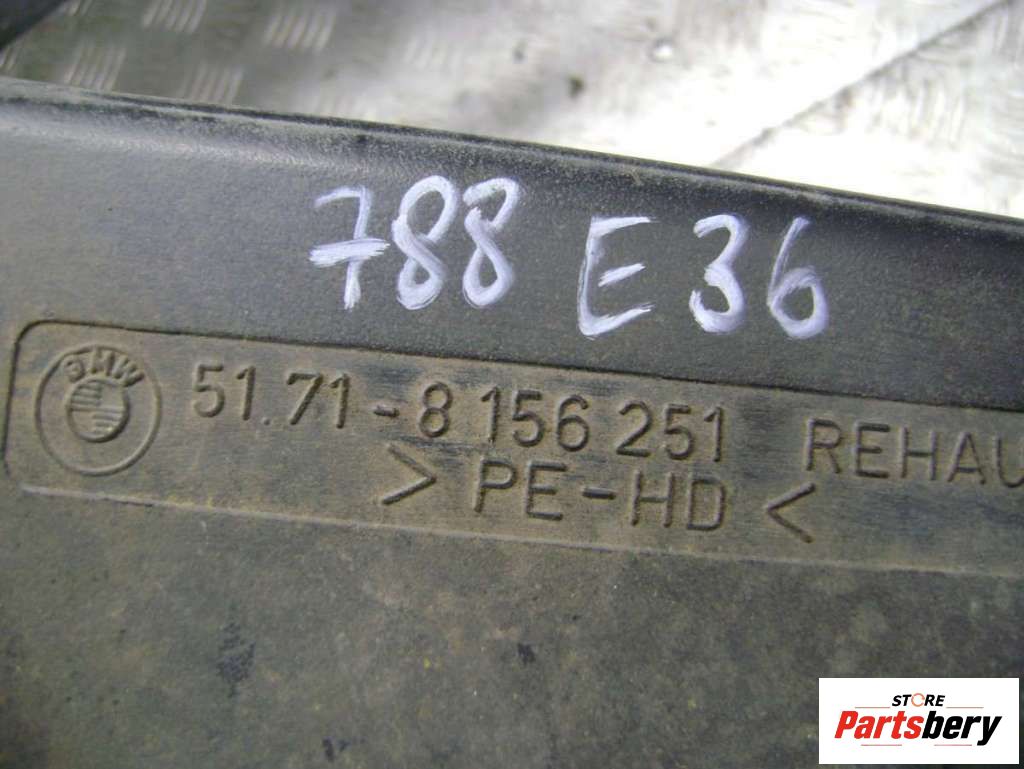 788 E36
BMW
51.71-8 156 251 REHAU
> PE-HD <
STORE
Partsbery